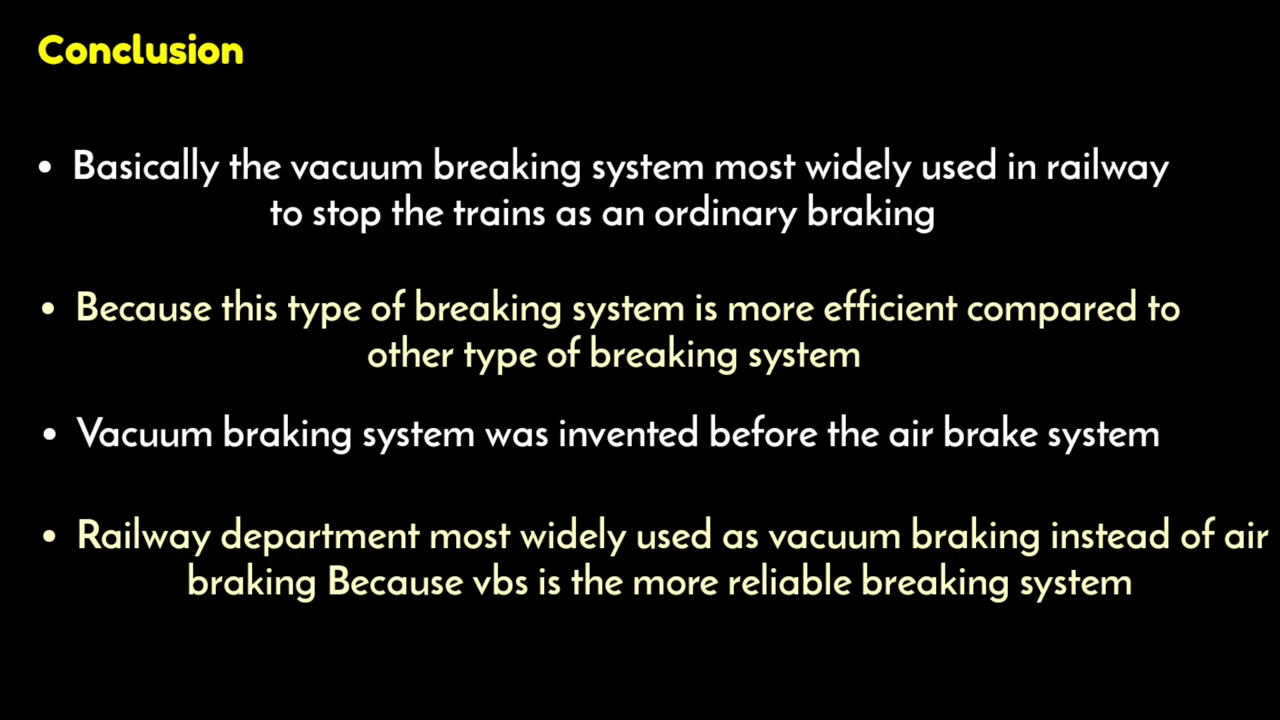 Conclusion
• Basically the vacuum breaking system most widely used in railway
to stop the trains as an ordinary braking
• Because this type of breaking system is more efficient compared to
other type of breaking system
• Vacuum braking system was invented before the air brake system
• Railway department most widely used as vacuum braking instead of air
braking Because vbs is the more reliable breaking system